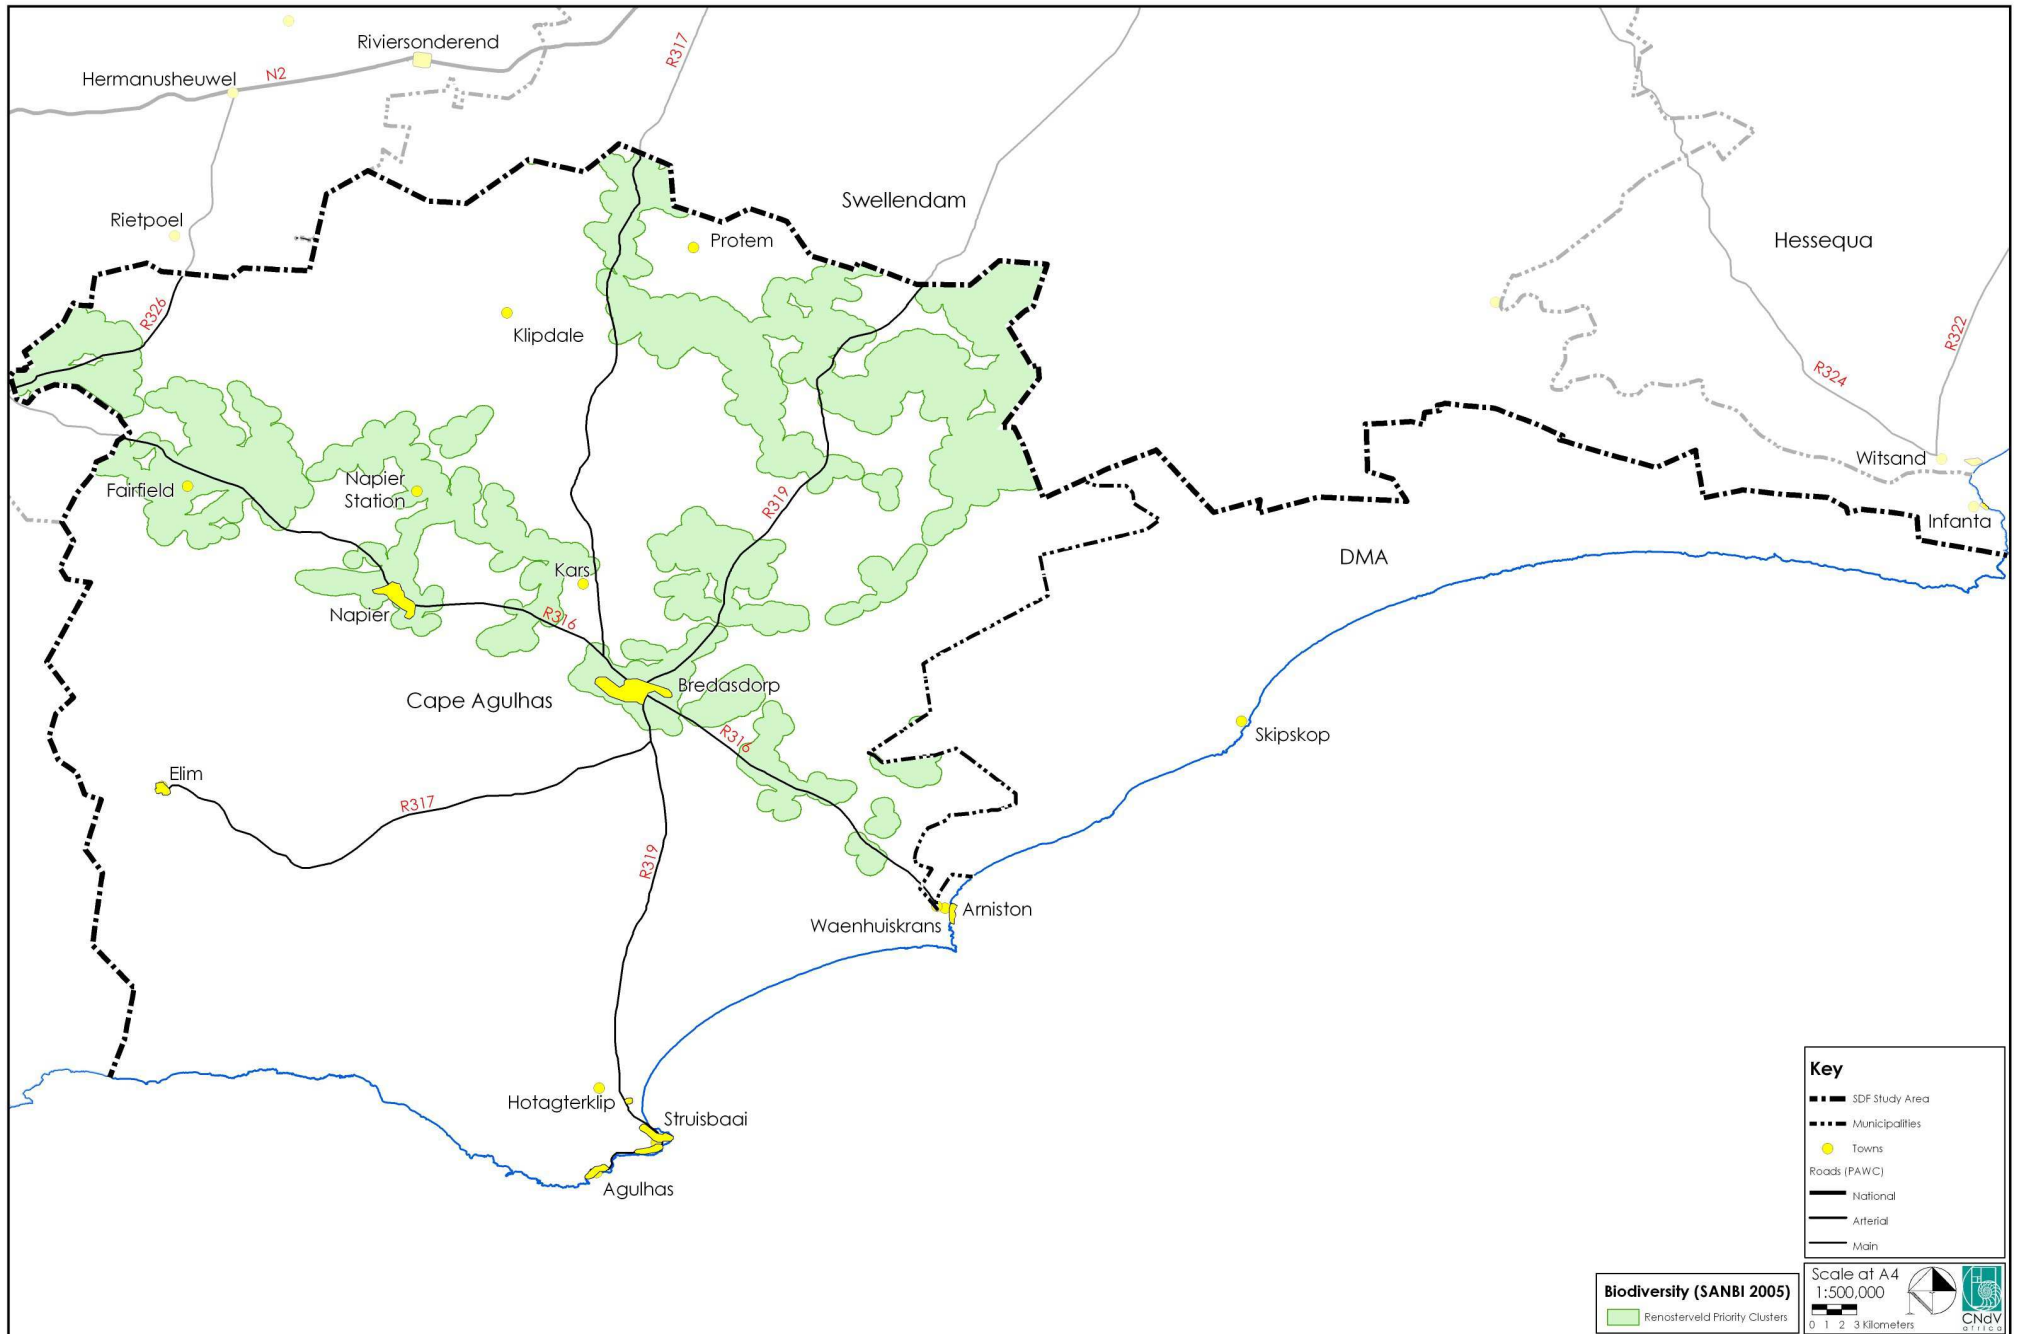 Riviersonderend
R317
Hermanusheuwel
N2
Swellendam
Rietpoel
Protem
Hessequa
R326
Klipdale
R322
R324
Napier
Station
Fairfield
R319
Witsand
Infanta
DMA
Kars
Napier
R316
Bredasdorp
Cape Agulhas
R316
Skipskop
Elim
R317
R319
Arniston
Waenhuiskrans
Hotagterklip
Struisbaai
Agulhas
Key
SDF Study Area
Municipalities
Towns
Roads (PAWC)
National
Arterial
Main
Biodiversity (SANBI 2005)
Renosterveld Priority Clusters
Scale at A4
1:500,000
0 1 2 3 Kilometers
N
CNdV
africa